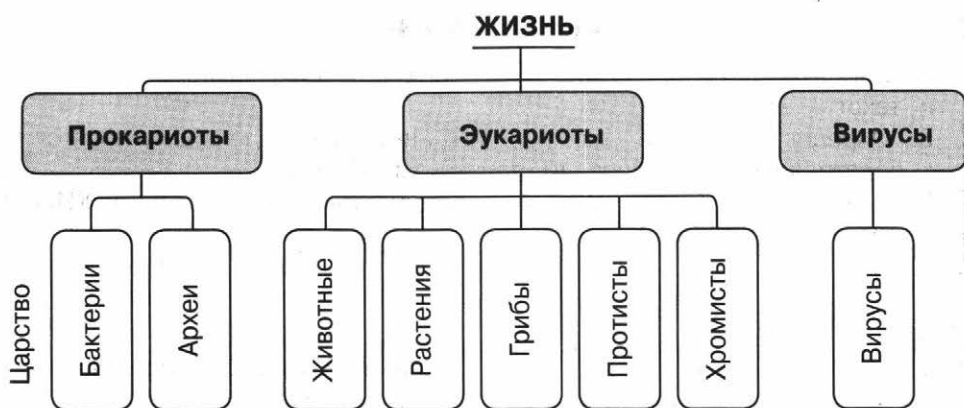 ЖИЗНЬ
Прокариоты
Эукариоты
Вирусы
Царство
Бактерии
Археи
Животные
Растения
Грибы
Протисты
Хромисты
Вирусы